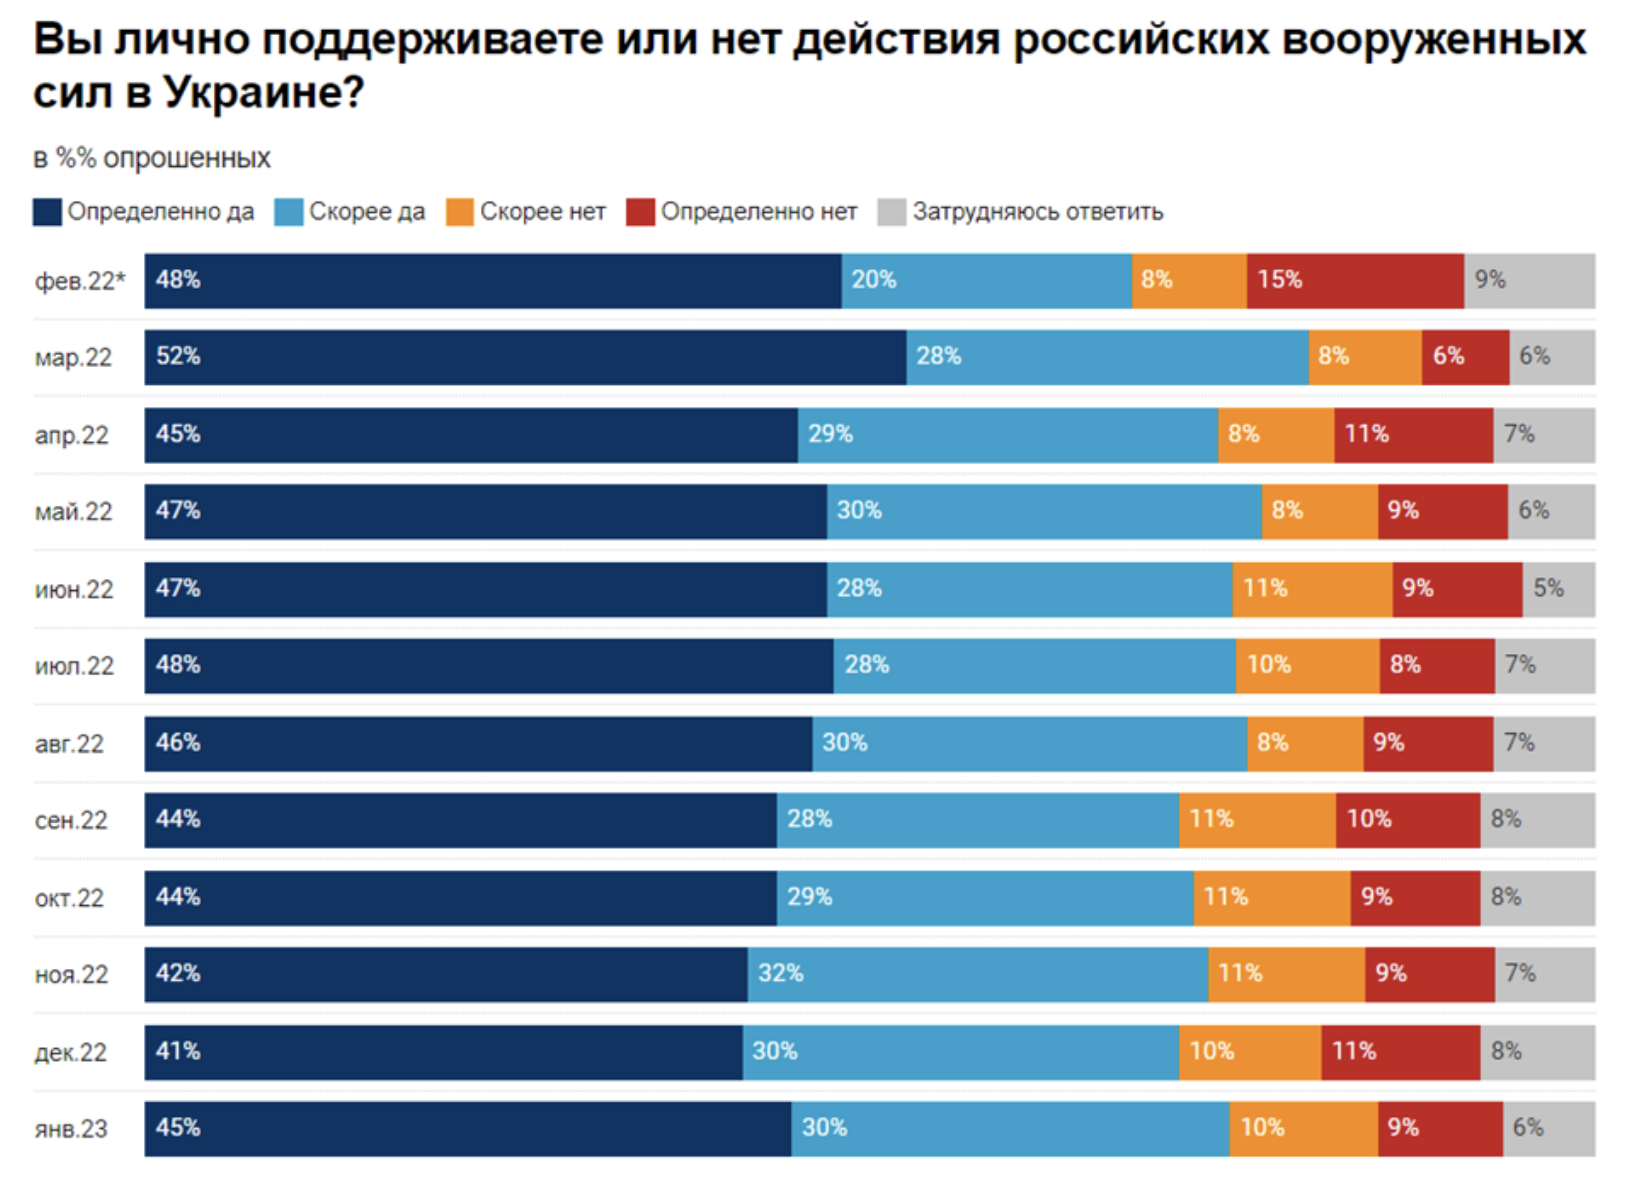 Вы лично поддерживаете или нет действия российских вооруженных
сил в Украине?
в %% опрошенных
Определенно да Скорее да Скорее нет Определенно нет Затрудняюсь ответить
фев.22* 48% 20% 8% 15% 9%
мар.22 52% 28% 8% 6% 6%
апр.22 45% 29% 8% 11% 7%
май.22 47% 30% 8% 9% 6%
июн.22 47% 28% 11% 9% 5%
июл.22 48% 28% 10% 8% 7%
авг.22 46% 30% 8% 9% 7%
сен.22 44% 28% 11% 10% 8%
окт.22 44% 29% 11% 9% 8%
ноя.22 42% 32% 11% 9% 7%
дек.22 41% 30% 10% 11% 8%
янв.23 45% 30% 10% 9% 6%